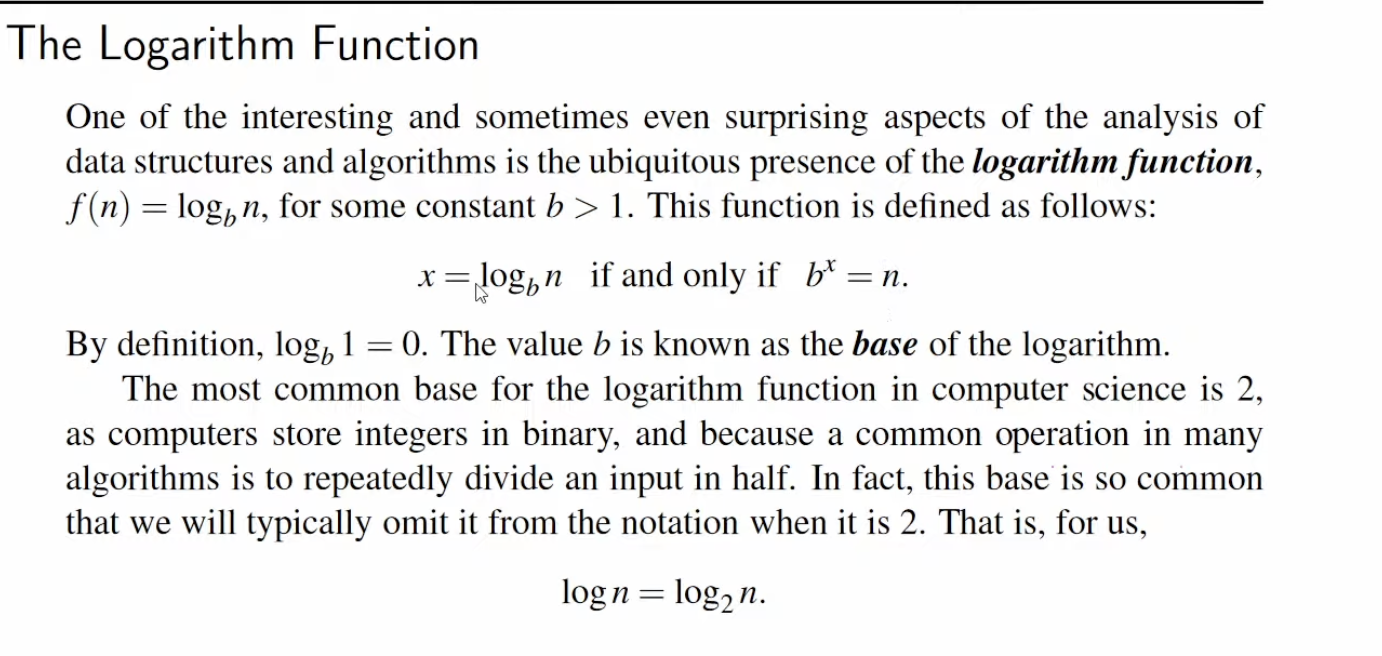 The Logarithm Function
One of the interesting and sometimes even surprising aspects of the analysis of
data structures and algorithms is the ubiquitous presence of the logarithm function,
f(n) = log_b n, for some constant b > 1. This function is defined as follows:
x = log_b n if and only if b^x = n.
By definition, log_b 1 = 0. The value b is known as the base of the logarithm.
The most common base for the logarithm function in computer science is 2,
as computers store integers in binary, and because a common operation in many
algorithms is to repeatedly divide an input in half. In fact, this base is so common
that we will typically omit it from the notation when it is 2. That is, for us,
log n = log₂ n.